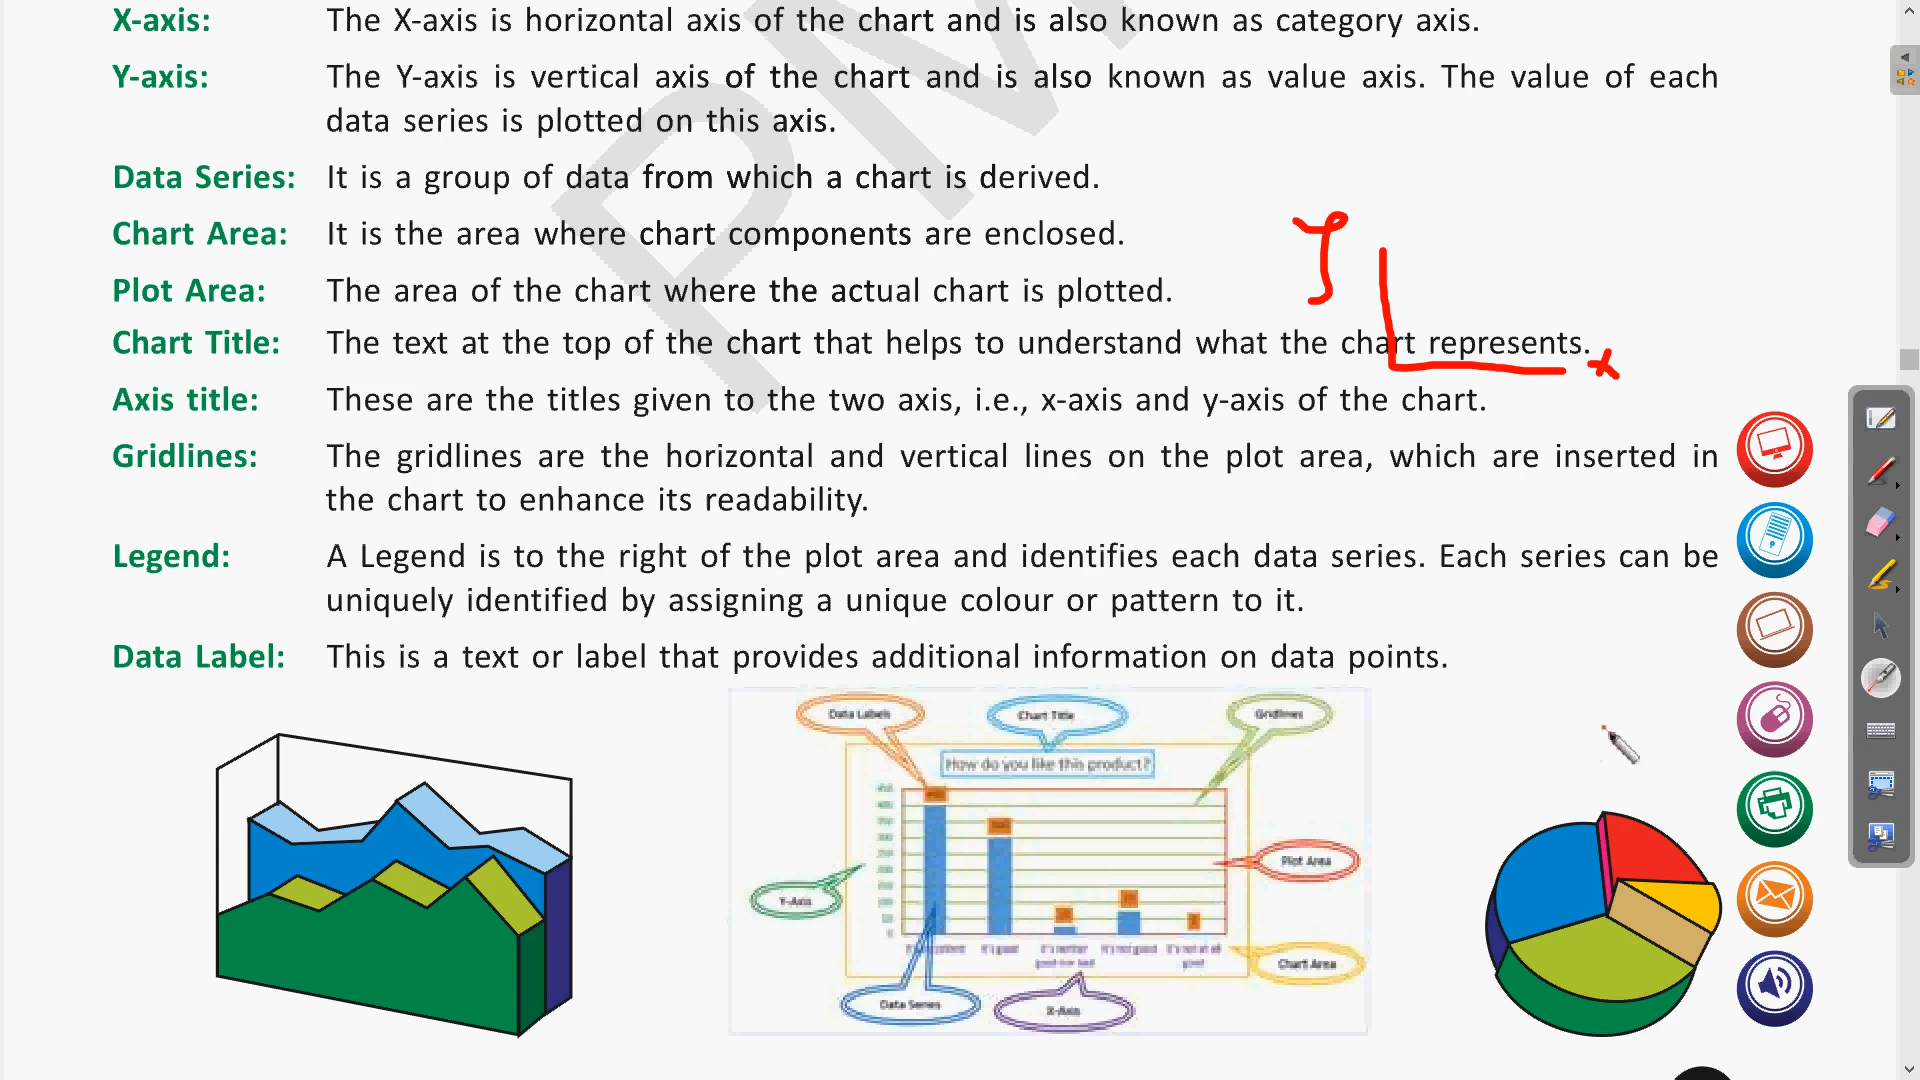 X-axis: The X-axis is horizontal axis of the chart and is also known as category axis.
Y-axis: The Y-axis is vertical axis of the chart and is also known as value axis. The value of each
data series is plotted on this axis.
Data Series: It is a group of data from which a chart is derived.
Chart Area: It is the area where chart components are enclosed.
Plot Area: The area of the chart where the actual chart is plotted.
Chart Title: The text at the top of the chart that helps to understand what the chart represents.
Axis title: These are the titles given to the two axis, i.e., x-axis and y-axis of the chart.
Gridlines: The gridlines are the horizontal and vertical lines on the plot area, which are inserted in
the chart to enhance its readability.
Legend: A Legend is to the right of the plot area and identifies each data series. Each series can be
uniquely identified by assigning a unique colour or pattern to it.
Data Label: This is a text or label that provides additional information on data points.
Data Labels
Chart Title
Gridlines
How do you like this product?
Plot Area
Y-Axis
It's good
It's not good
Chart Area
Data Series
X-Axis